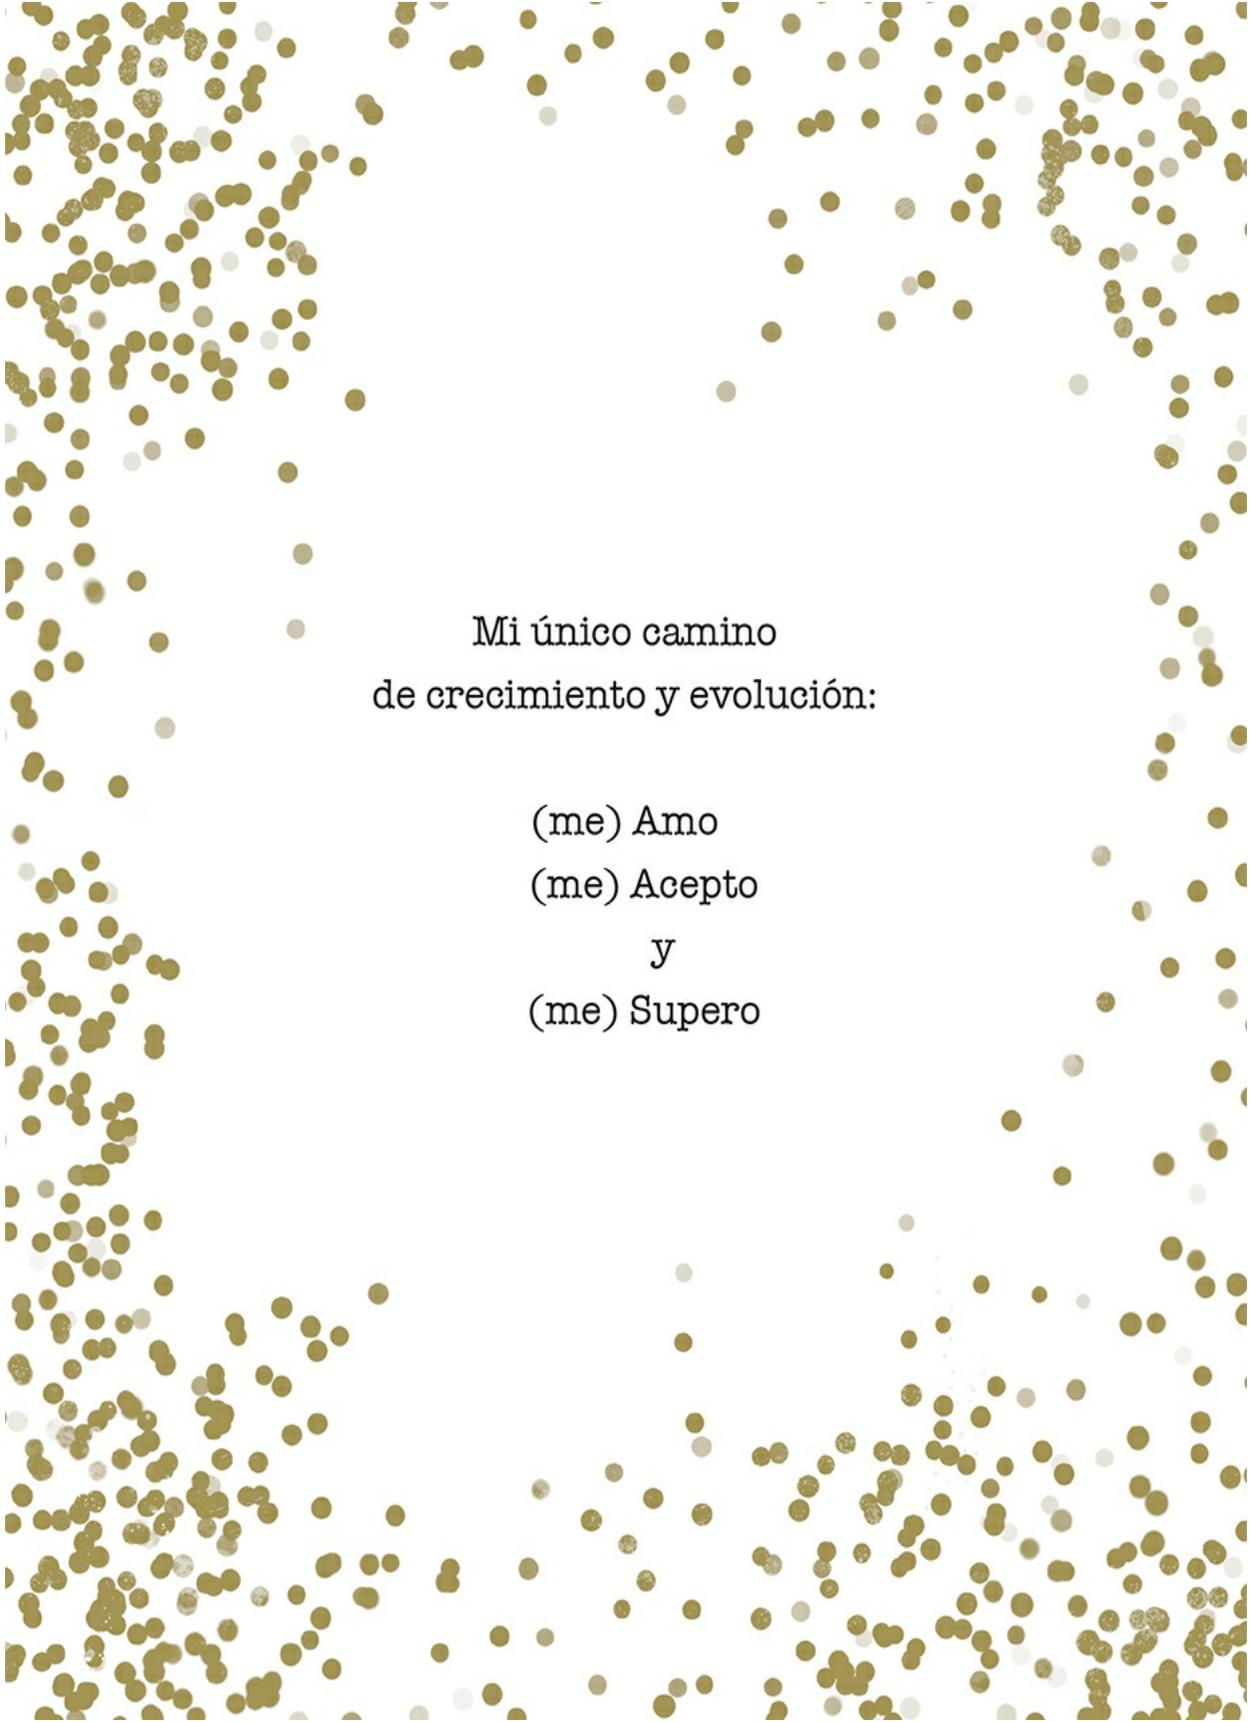 Mi único camino
de crecimiento y evolución:
(me) Amo
(me) Acepto
y
(me) Supero